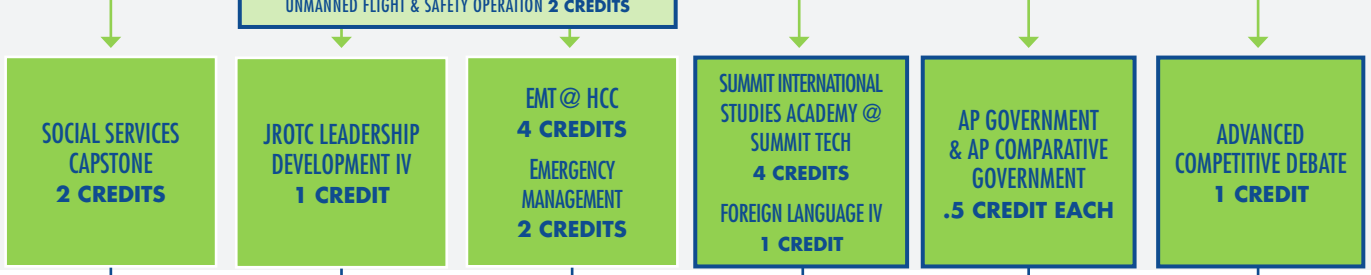 UNMANNED FLIGHT & SAFETY OPERATION 2 CREDITS
SOCIAL SERVICES
CAPSTONE
2 CREDITS
JROTC LEADERSHIP
DEVELOPMENT IV
1 CREDIT
EMT @ HCC
4 CREDITS
EMERGENCY
MANAGEMENT
2 CREDITS
SUMMIT INTERNATIONAL
STUDIES ACADEMY @
SUMMIT TECH
4 CREDITS
FOREIGN LANGUAGE IV
1 CREDIT
AP GOVERNMENT
& AP COMPARATIVE
GOVERNMENT
.5 CREDIT EACH
ADVANCED
COMPETITIVE DEBATE
1 CREDIT